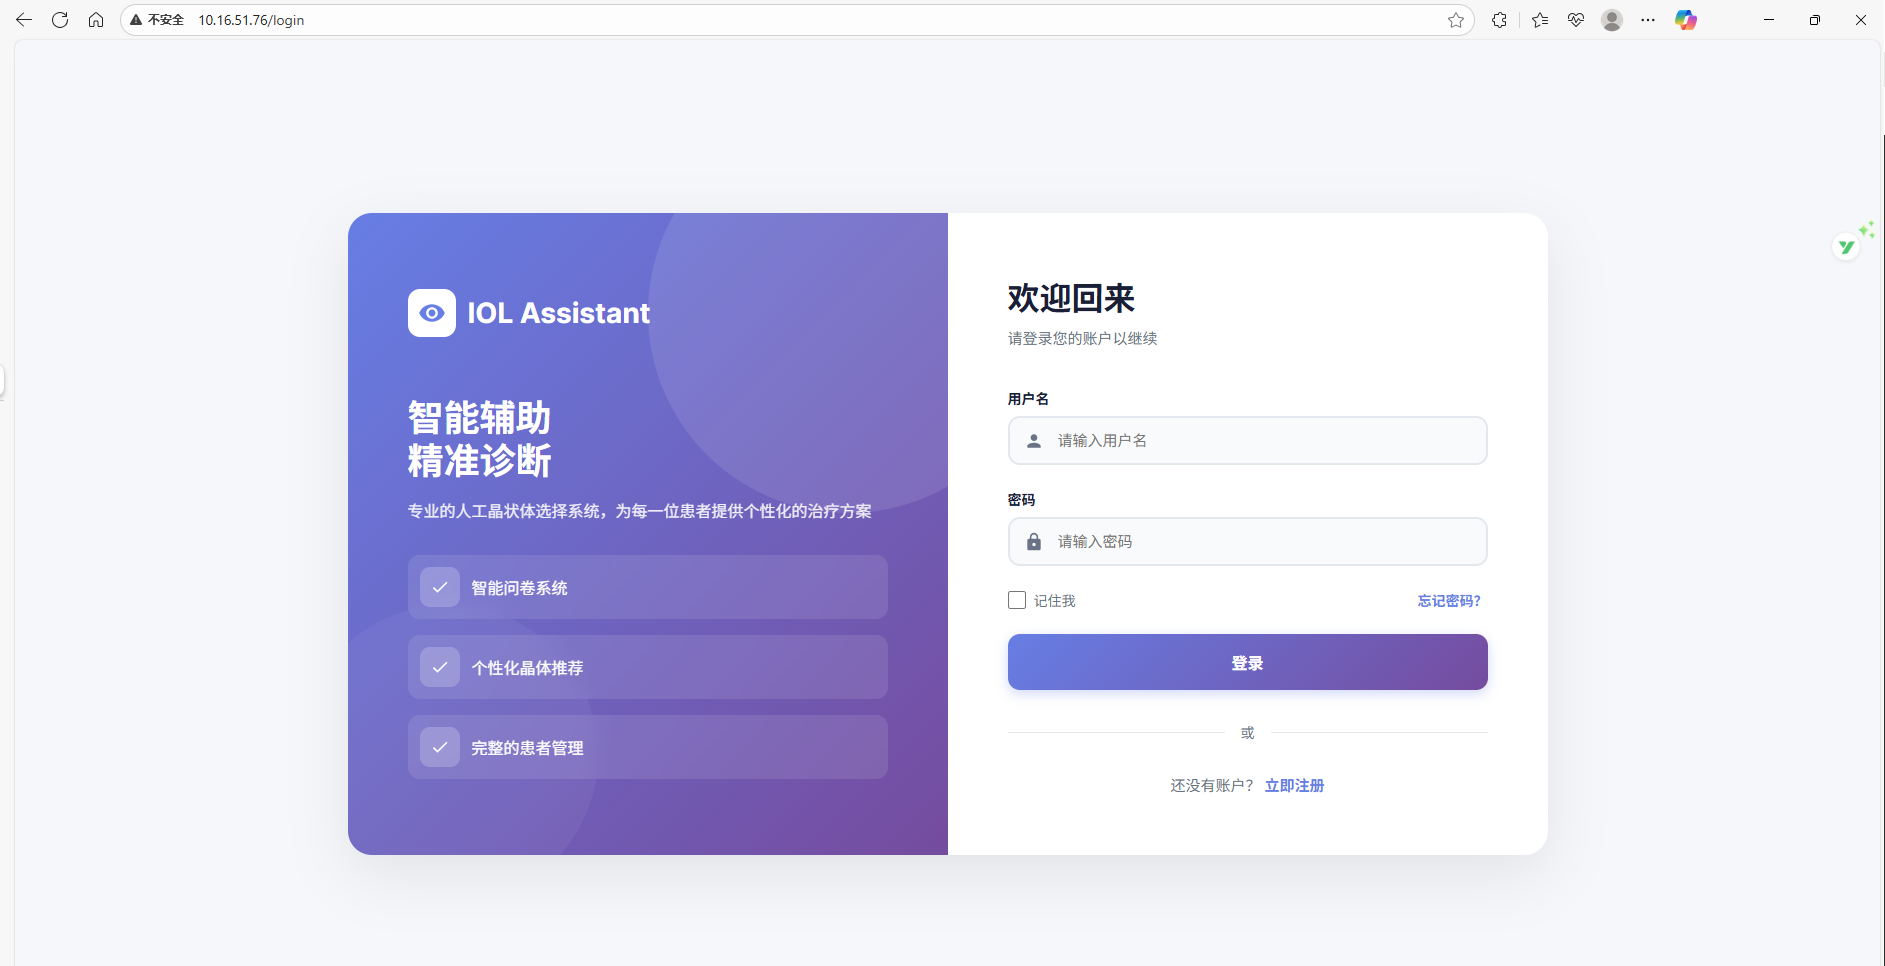 不安全
10.16.51.76/login
IOL Assistant
智能辅助
精准诊断
专业的人工晶状体选择系统，为每一位患者提供个性化的治疗方案
智能问卷系统
个性化晶体推荐
完整的患者管理
欢迎回来
请登录您的账户以继续
用户名
请输入用户名
密码
请输入密码
记住我
忘记密码?
登录
或
还没有账户？ 立即注册